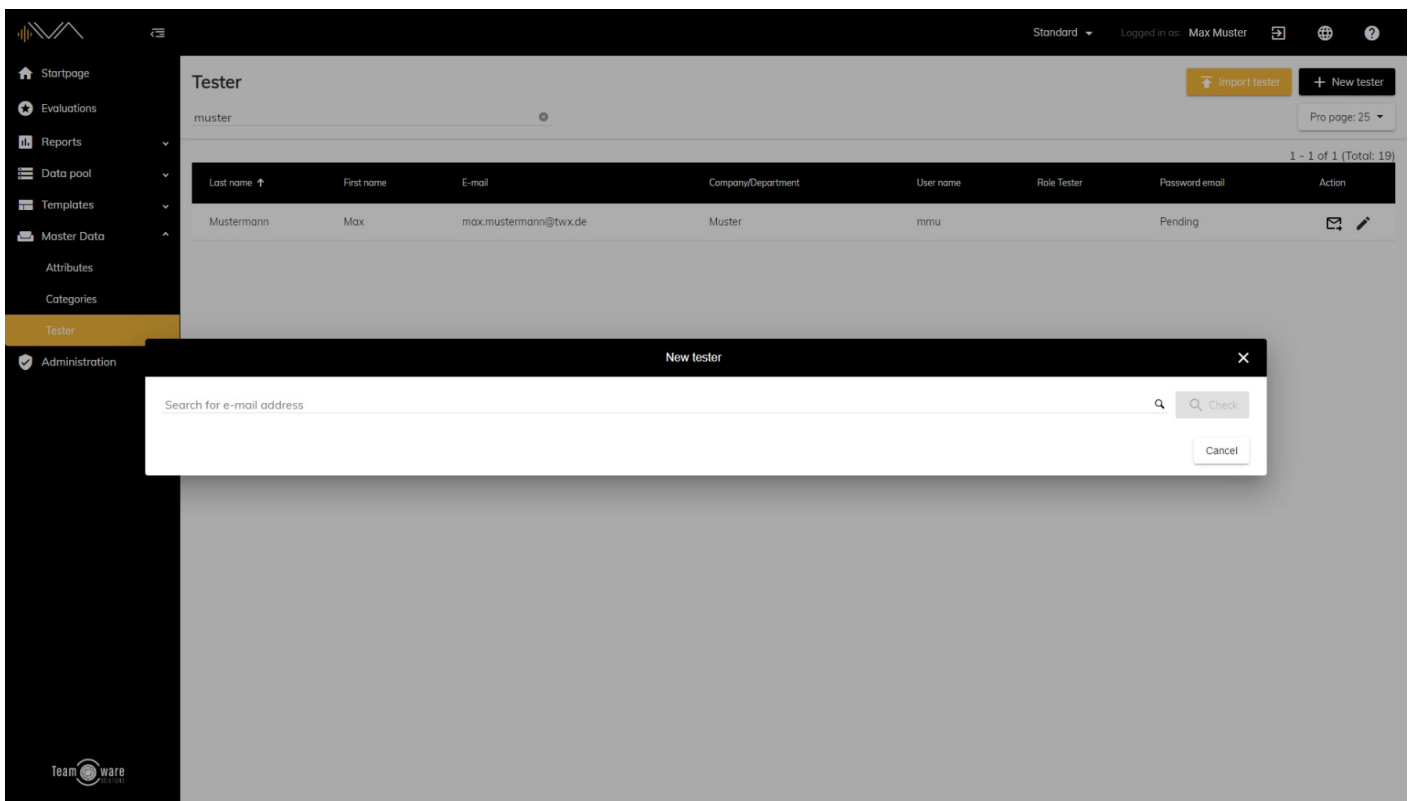 Standard
Logged in as: Max Muster
Startpage
Evaluations
Reports
Data pool
Templates
Master Data
Attributes
Categories
Tester
Administration
Team ware
Tester
Import tester
+ New tester
muster
Pro page: 25
1 - 1 of 1 (Total: 19)
Last name ↑ First name E-mail Company/Department User name Role Tester Password email Action
Mustermann Max max.mustermann@twx.de Muster mmu Pending
New tester
Search for e-mail address
Check
Cancel